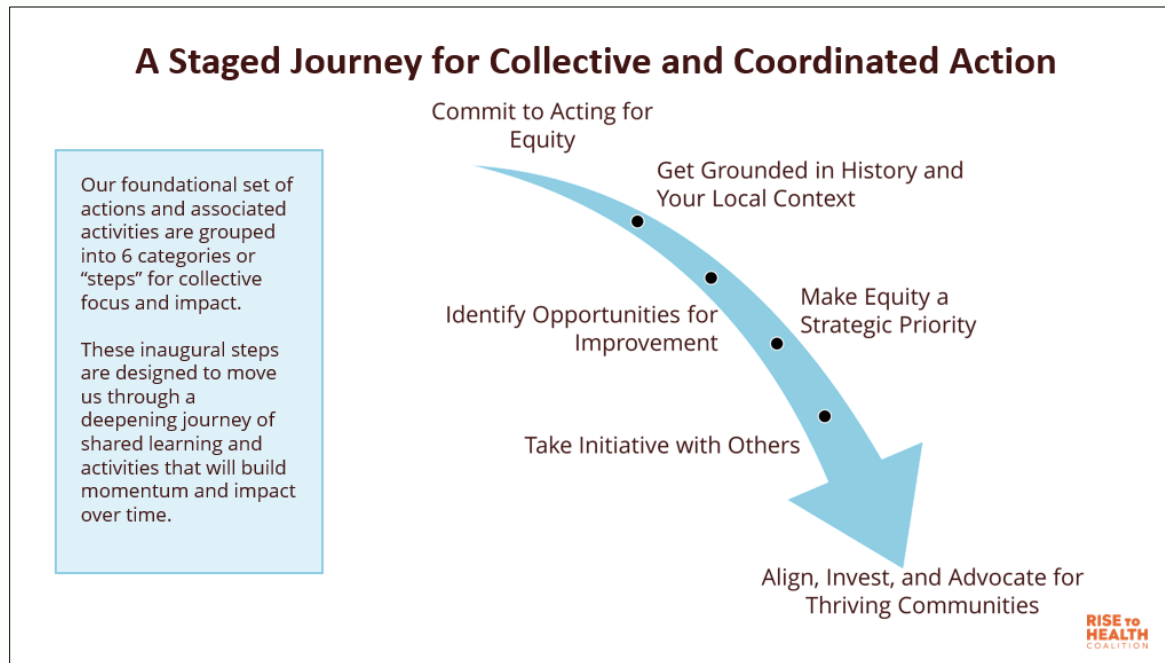 A Staged Journey for Collective and Coordinated Action
Our foundational set of
actions and associated
activities are grouped
into 6 categories or
“steps” for collective
focus and impact.
These inaugural steps
are designed to move
us through a
deepening journey of
shared learning and
activities that will build
momentum and impact
over time.
Commit to Acting for
Equity
Get Grounded in History and
Your Local Context
Identify Opportunities for
Improvement
Make Equity a
Strategic Priority
Take Initiative with Others
Align, Invest, and Advocate for
Thriving Communities
RISE TO
HEALTH
COALITION